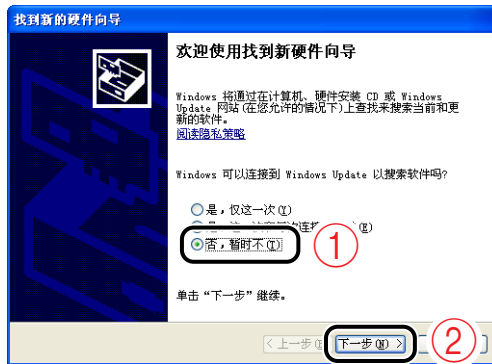 找到新的硬件向导
欢迎使用找到新硬件向导
Windows 将通过在计算机、硬件安装 CD 或 Windows
Update 网站(在您允许的情况下)上查找来搜索当前和更
新的软件。
阅读隐私策略
Windows 可以连接到 Windows Update 以搜索软件吗?
是，仅这一次(Y)
(E)
否，暂时不(T)
①
单击“下一步”继续。
<上一步(B
下一步(N) >
②